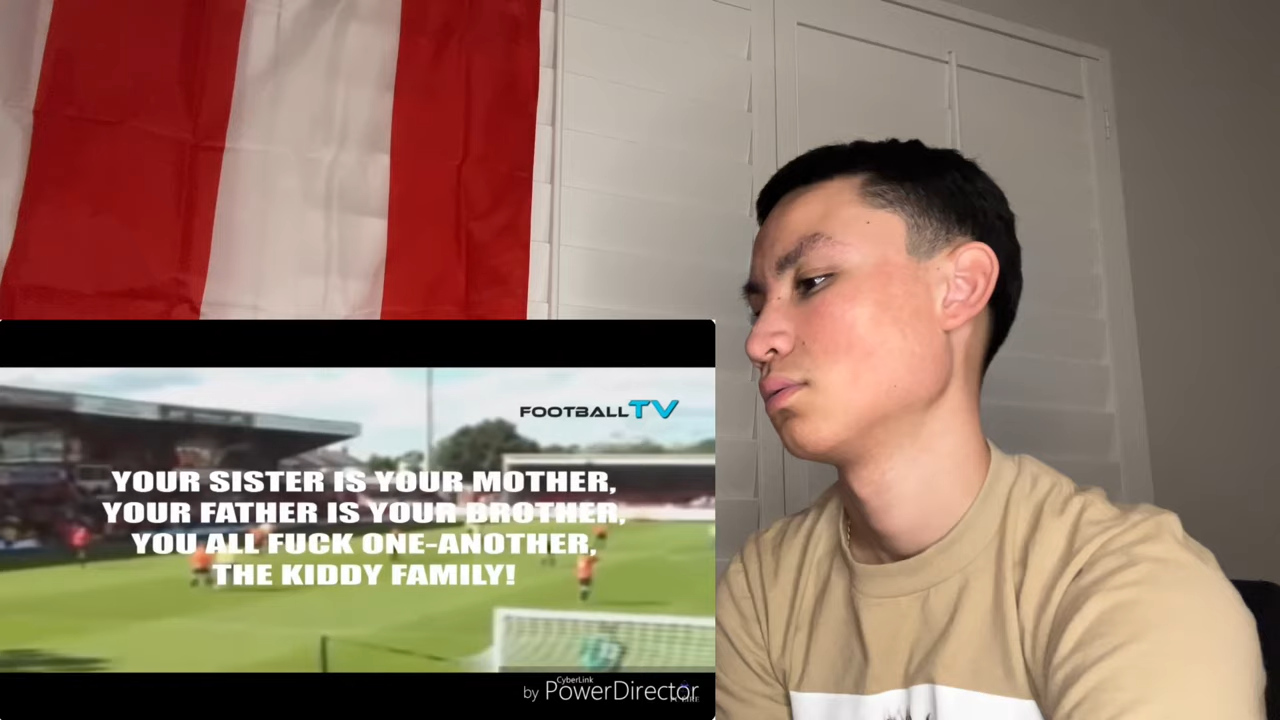 FOOTBALLTV
YOUR SISTER IS YOUR MOTHER,
YOUR FATHER IS YOUR BROTHER,
YOU ALL FUCK ONE-ANOTHER,
THE KIDDY FAMILY!
CyberLink
by PowerDirector